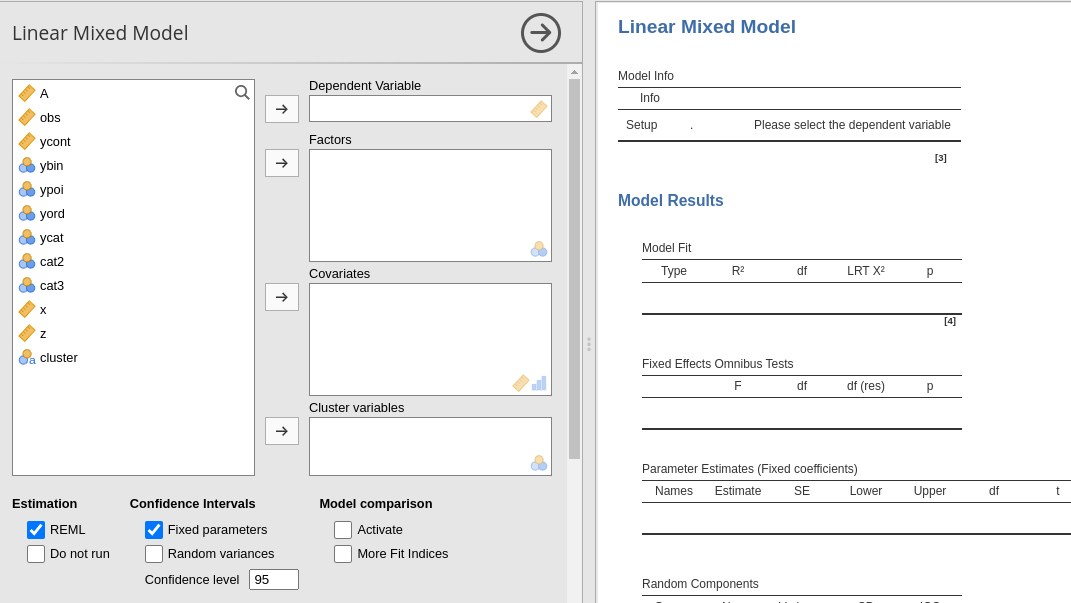 Linear Mixed Model
A
obs
ycont
ybin
ypoi
yord
ycat
cat2
cat3
x
z
cluster
Dependent Variable
Factors
Covariates
Cluster variables
Estimation
REML
Do not run
Confidence Intervals
Fixed parameters
Random variances
Confidence level 95
Model comparison
Activate
More Fit Indices
Linear Mixed Model
Model Info
Info
Setup . Please select the dependent variable
[3]
Model Results
Model Fit
Type R² df LRT X² p
[4]
Fixed Effects Omnibus Tests
F df df (res) p
Parameter Estimates (Fixed coefficients)
Names Estimate SE Lower Upper df t
Random Components